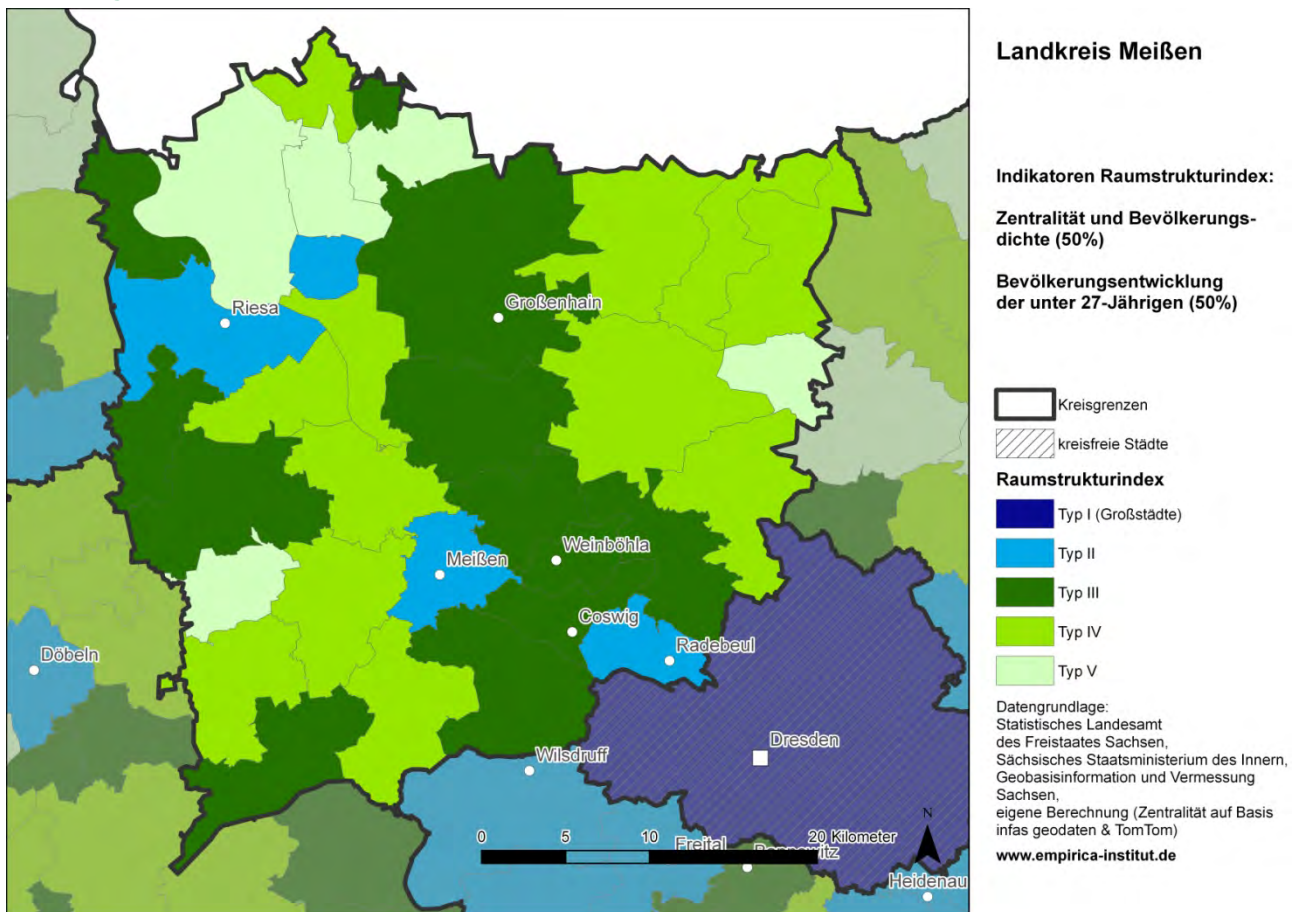 Landkreis Meißen
Indikatoren Raumstrukturindex:
Zentralität und Bevölkerungs-
dichte (50%)
Bevölkerungsentwicklung
der unter 27-Jährigen (50%)
Kreisgrenzen
kreisfreie Städte
Raumstrukturindex
Typ I (Großstädte)
Typ II
Typ III
Typ IV
Typ V
Datengrundlage:
Statistisches Landesamt
des Freistaates Sachsen,
Sächsisches Staatsministerium des Innern,
Geobasisinformation und Vermessung
Sachsen,
eigene Berechnung (Zentralität auf Basis
infas geodaten & TomTom)
www.empirica-institut.de
Riesa
Großenhain
Meißen
Weinböhla
Coswig
Radebeul
Döbeln
Wilsdruff
Dresden
0 5 10 20 Kilometer
N
Freital
Heidenau